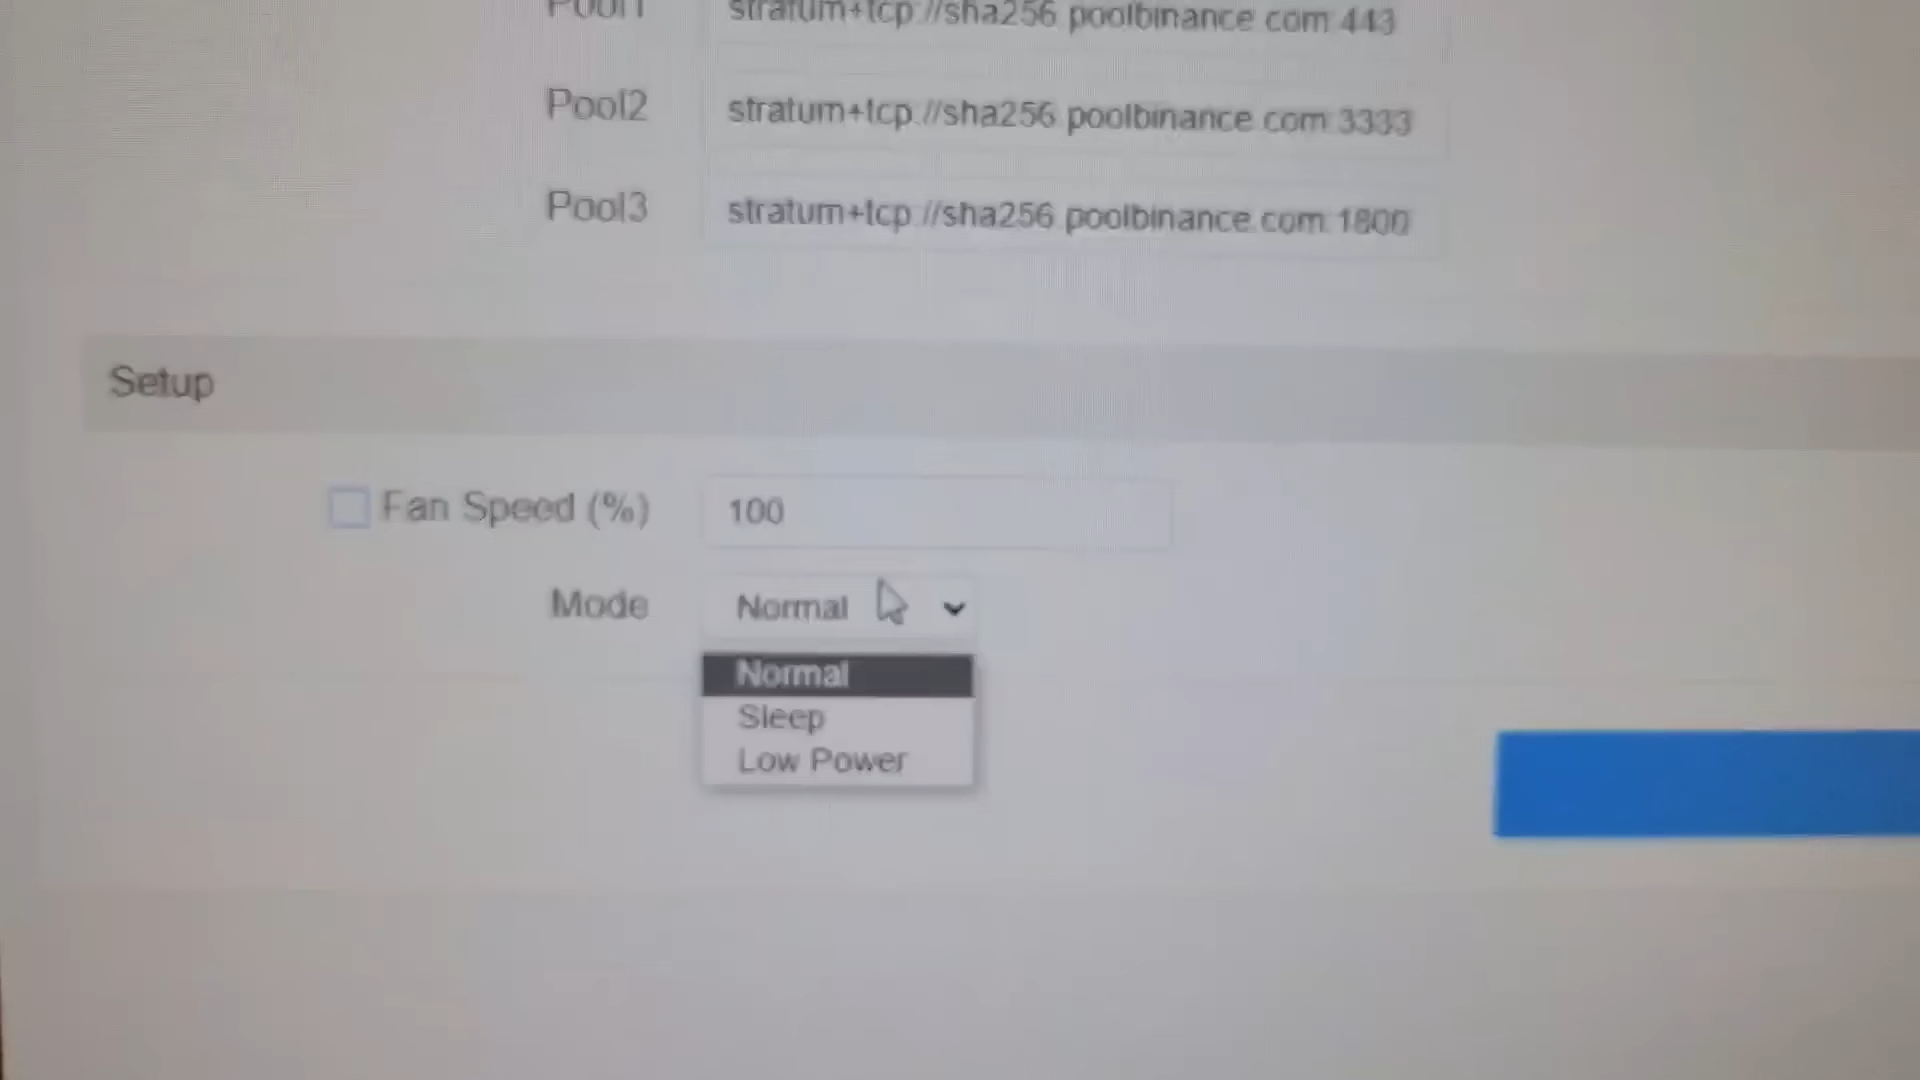 Pool1 stratum+tcp://sha256.poolbinance.com:443
Pool2 stratum+tcp://sha256.poolbinance.com:3333
Pool3 stratum+tcp://sha256.poolbinance.com:1800
Setup
Fan Speed (%) 100
Mode Normal
Normal
Sleep
Low Power